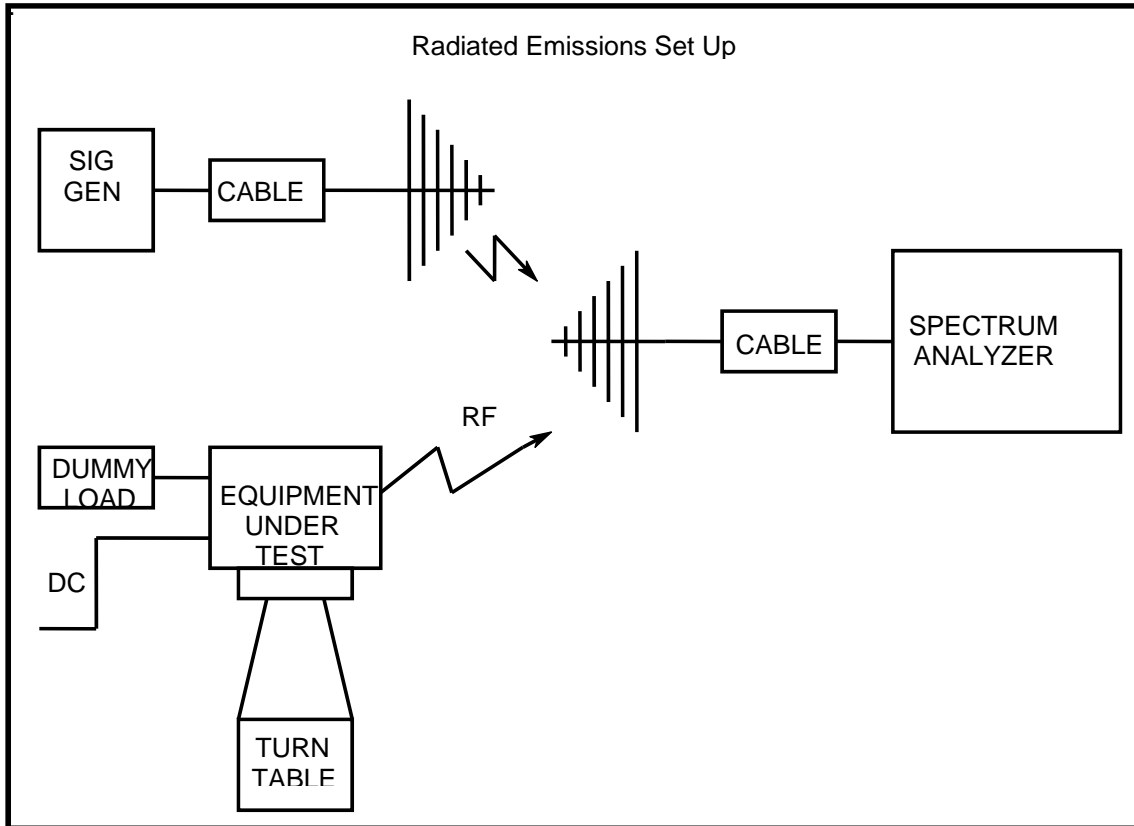 Radiated Emissions Set Up
SIG
GEN
CABLE
CABLE
SPECTRUM
ANALYZER
RF
DUMMY
LOAD
EQUIPMENT
UNDER
TEST
DC
TURN
TABLE